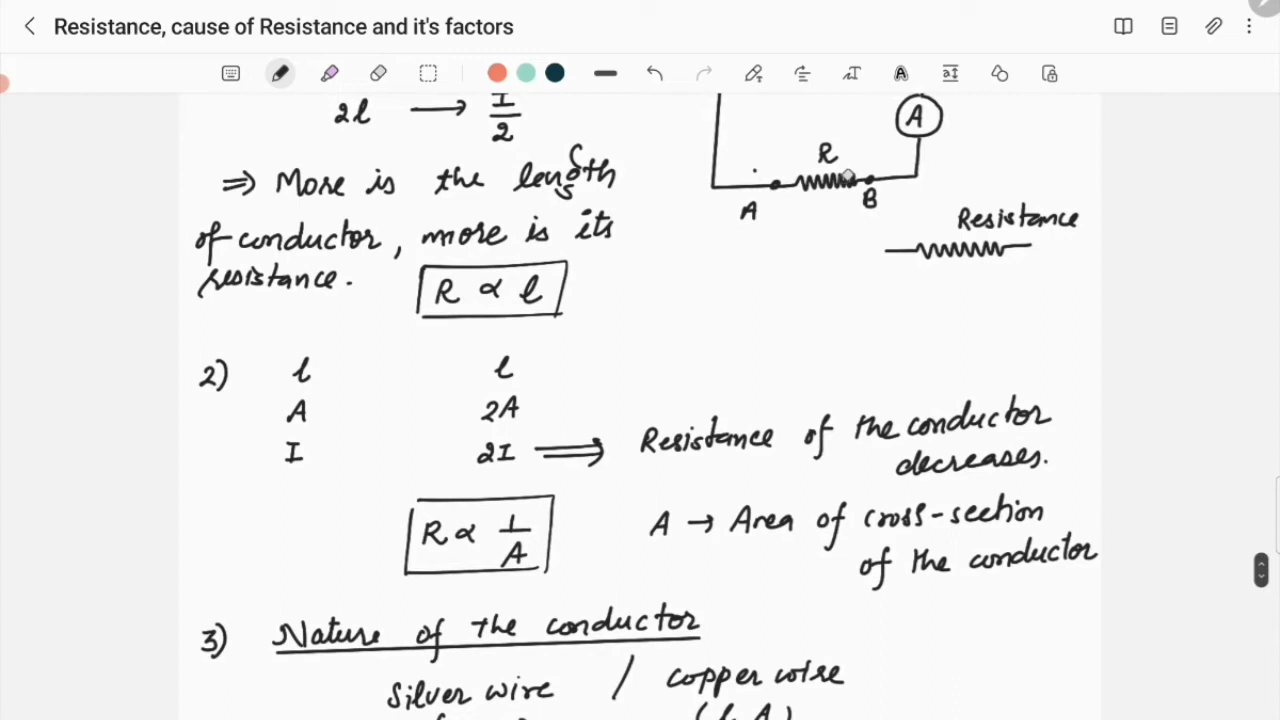 Resistance, cause of Resistance and it's factors
2l → I/2
A
R
⇒ More is the length
A
B
of conductor, more is its
Resistance
resistance.
R ∝ l
2) l l
A 2A
I 2I ⟹ Resistance of the conductor
decreases.
R ∝ 1/A
A → Area of cross-section
of the conductor
3) Nature of the conductor
Silver wire / copper wire